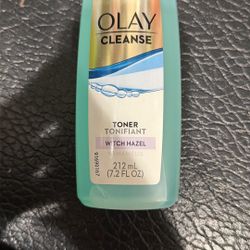 OLAY
CLEANSE
TONER
TONIFIANT
WITCH HAZEL
212 mL
(7.2 FL OZ)